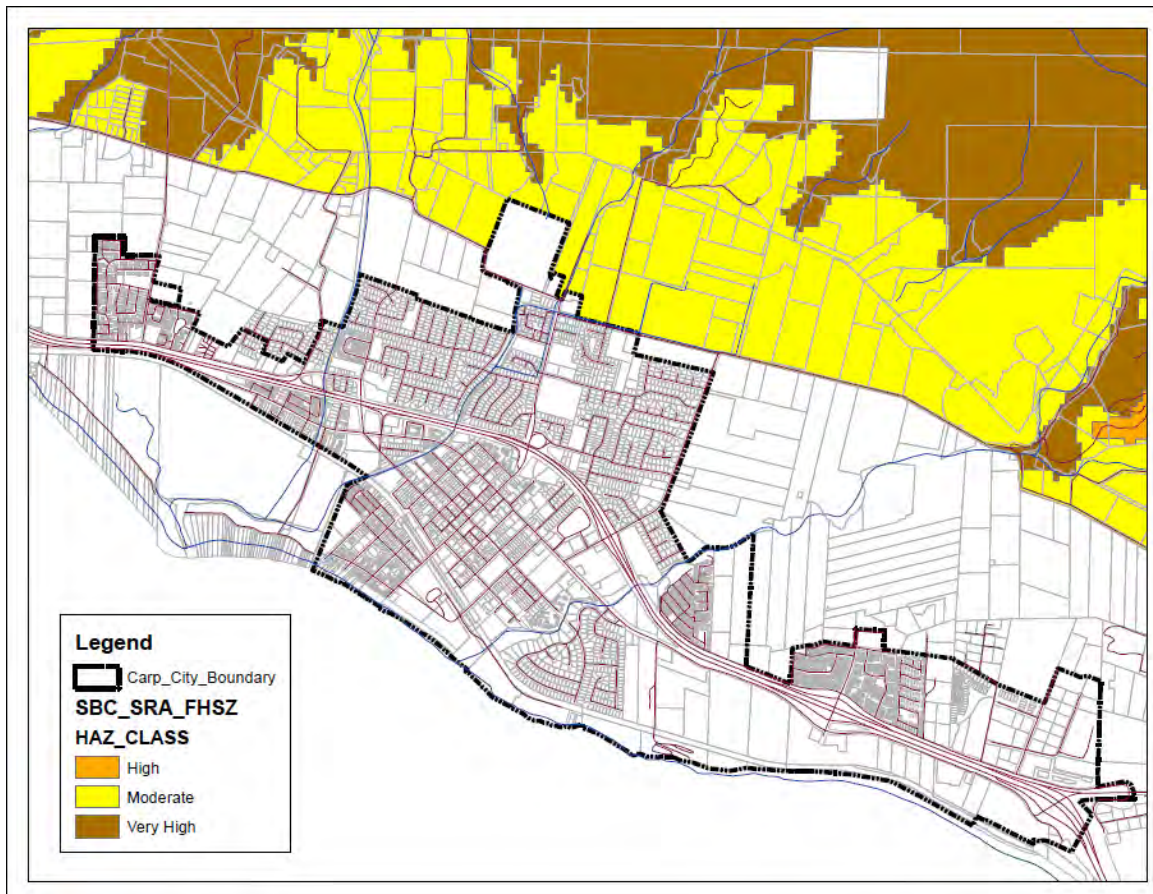 Legend
Carp_City_Boundary
SBC_SRA_FHSZ
HAZ_CLASS
High
Moderate
Very High